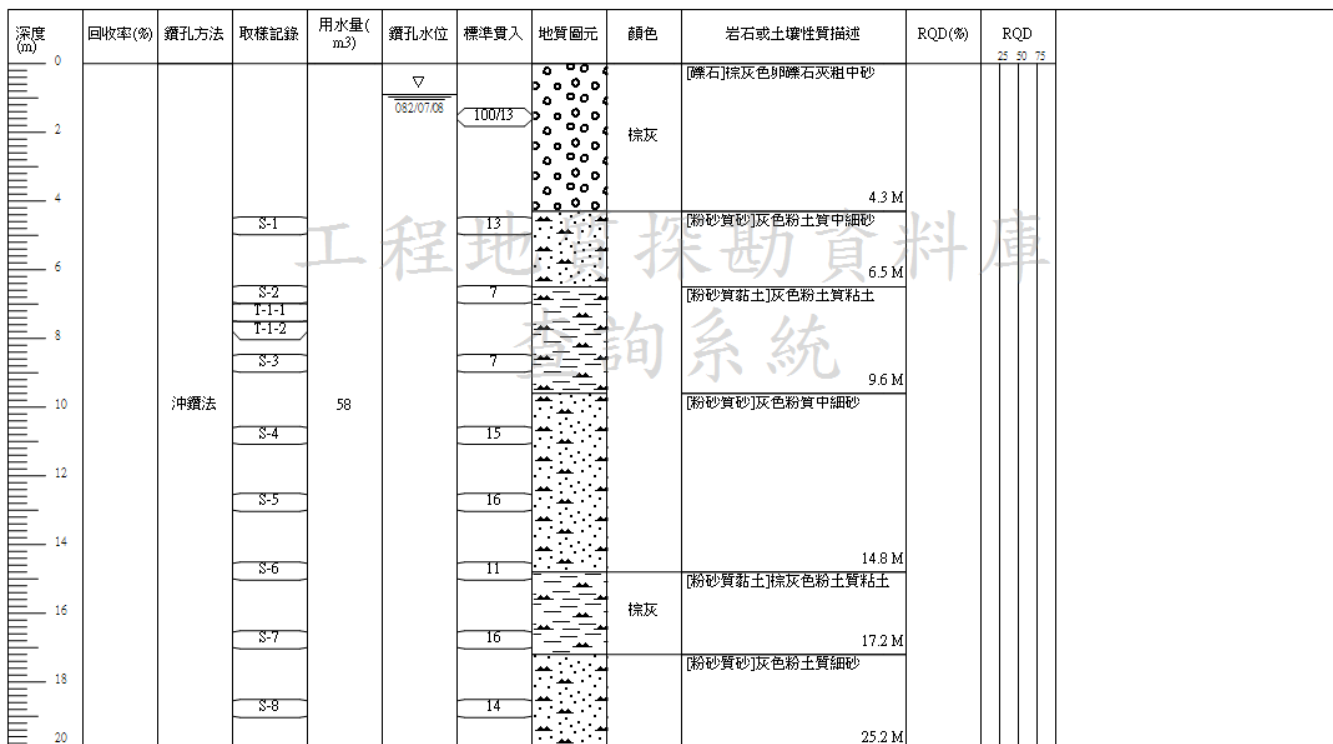 深度(m) 回收率(%) 鑽孔方法 取樣記錄 用水量(m3) 鑽孔水位 標準貫入 地質圖元 顏色 岩石或土壤性質描述 RQD(%) RQD
25 50 75
0
[礫石]棕灰色卵礫石夾粗中砂
082/07/08
100/13
2
棕灰
4
4.3 M
S-1 13 [粉砂質砂]灰色粉土質中細砂
6
6.5 M
S-2 7 [粉砂質黏土]灰色粉土質粘土
T-1-1
T-1-2
8
S-3 7
9.6 M
10 沖鑽法 58 [粉砂質砂]灰色粉質中細砂
S-4 15
12
S-5 16
14
14.8 M
S-6 11 [粉砂質黏土]棕灰色粉土質粘土
16 棕灰
S-7 16
17.2 M
[粉砂質砂]灰色粉土質細砂
18
S-8 14
20 25.2 M
工程地質探勘資料庫
查詢系統